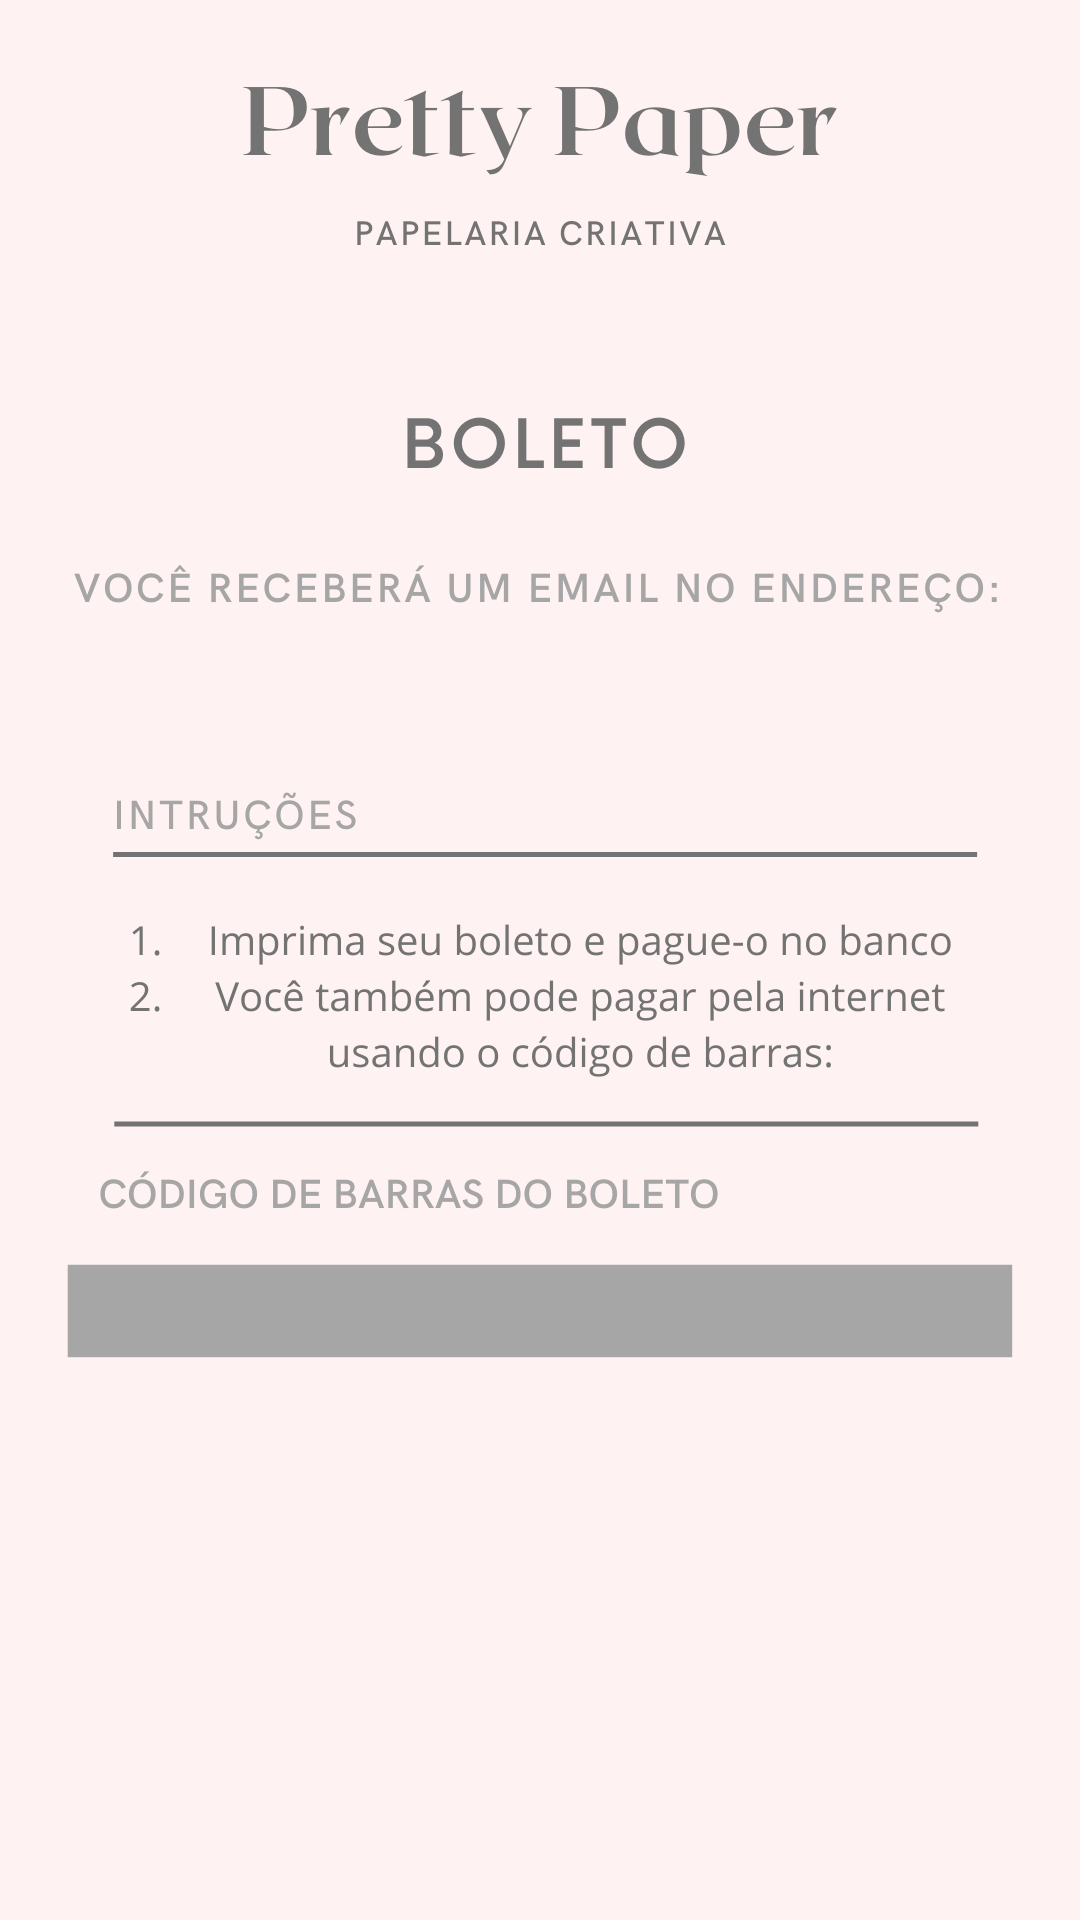 Pretty Paper
PAPELARIA CRIATIVA
BOLETO
VOCÊ RECEBERÁ UM EMAIL NO ENDEREÇO:
INTRUÇÕES
1. Imprima seu boleto e pague-o no banco
2. Você também pode pagar pela internet
usando o código de barras:
CÓDIGO DE BARRAS DO BOLETO